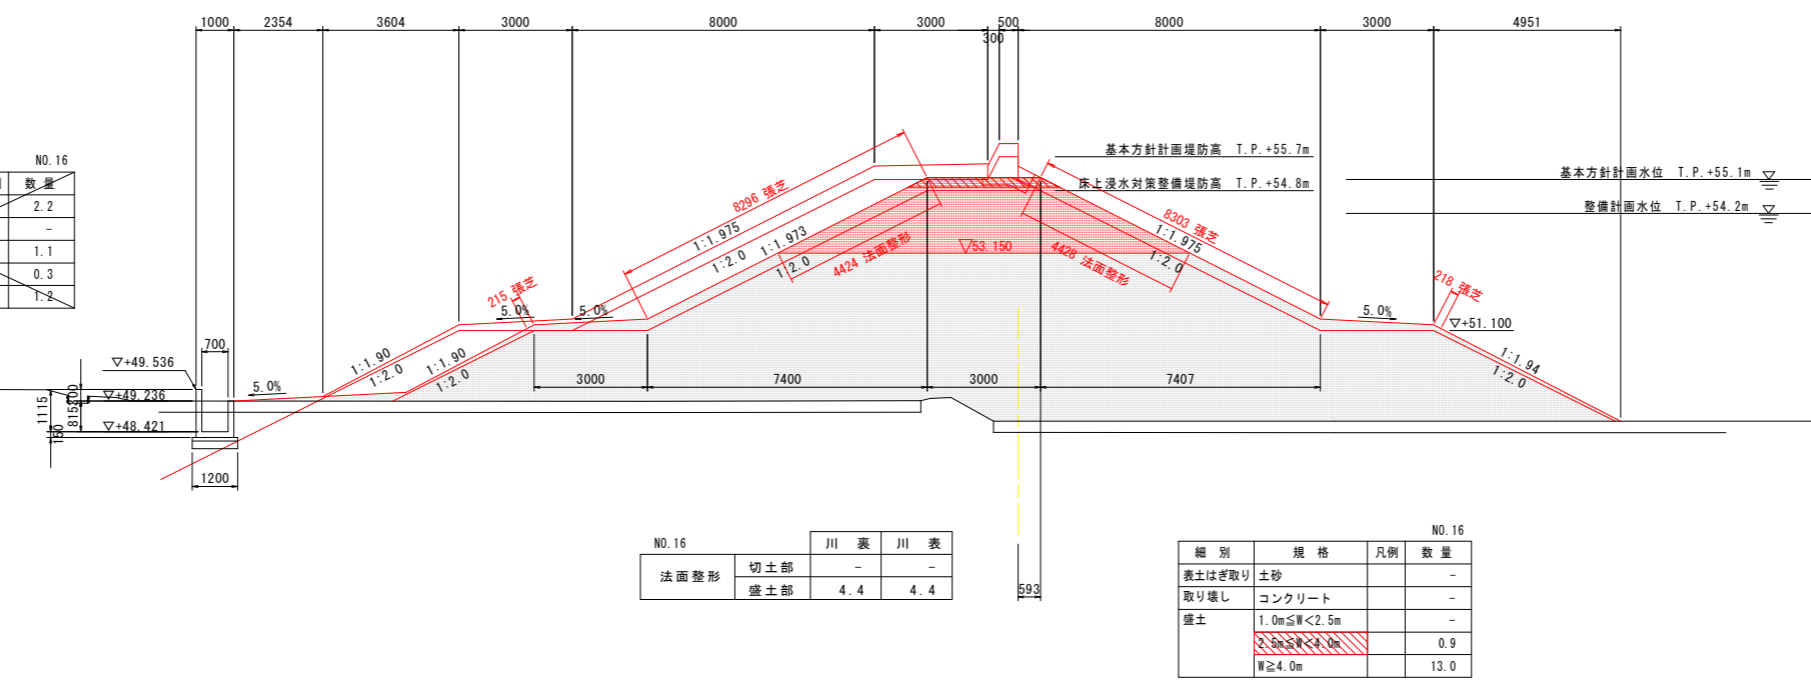 1000 2354 3604 3000 8000 3000 500 8000 3000 4951
300
NO.16
数 量
2.2
-
1.1
0.3
1.2
基本方針計画堤防高 T.P.+55.7m
床上浸水対策整備堤防高 T.P.+54.8m
基本方針計画水位 T.P.+55.1m
整備計画水位 T.P.+54.2m
8296 張芝
1:1.975
1:2.0
1:1.973
1:2.0
4424 法面整形
▽53.150
8303 張芝
1:1.975
1:2.0
4428 法面整形
215 張芝
5.0%
5.0%
218 張芝
5.0%
▽+51.100
1:1.90
1:2.0
1:1.90
1:2.0
1:1.94
1:2.0
3000 7400 3000 7407
700
▽+49.536
5.0%
▽+49.236
▽+48.421
1115
815
300
150
1200
593
NO.16 川 裏 川 表
法面整形 切土部 - -
盛土部 4.4 4.4
NO.16
細 別 規 格 凡例 数 量
表土はぎ取り 土砂 -
取り壊し コンクリート -
盛土 1.0m≦W<2.5m -
2.5m≦W<4.0m 0.9
W≧4.0m 13.0